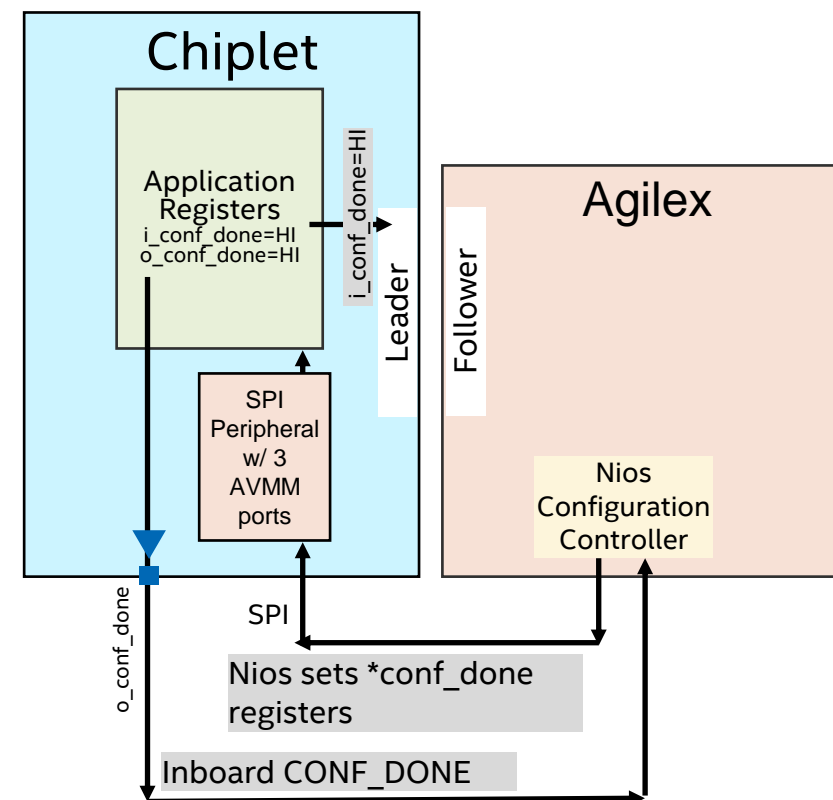 Chiplet
Application
Registers
i_conf_done=HI
o_conf_done=HI
i_conf_done=HI
Leader
Follower
Agilex
SPI
Peripheral
w/ 3
AVMM
ports
Nios
Configuration
Controller
o_conf_done
SPI
Nios sets *conf_done
registers
Inboard CONF_DONE